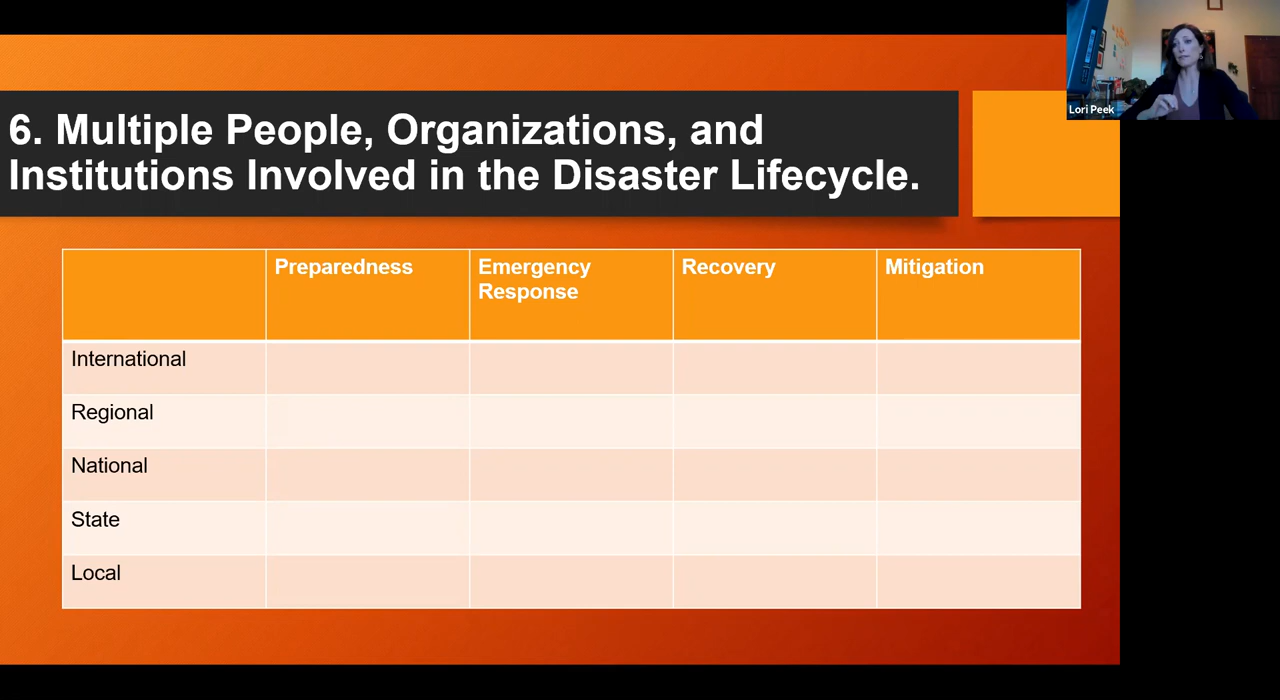 Lori Peek
6. Multiple People, Organizations, and
Institutions Involved in the Disaster Lifecycle.
Preparedness
Emergency
Response
Recovery
Mitigation
International
Regional
National
State
Local